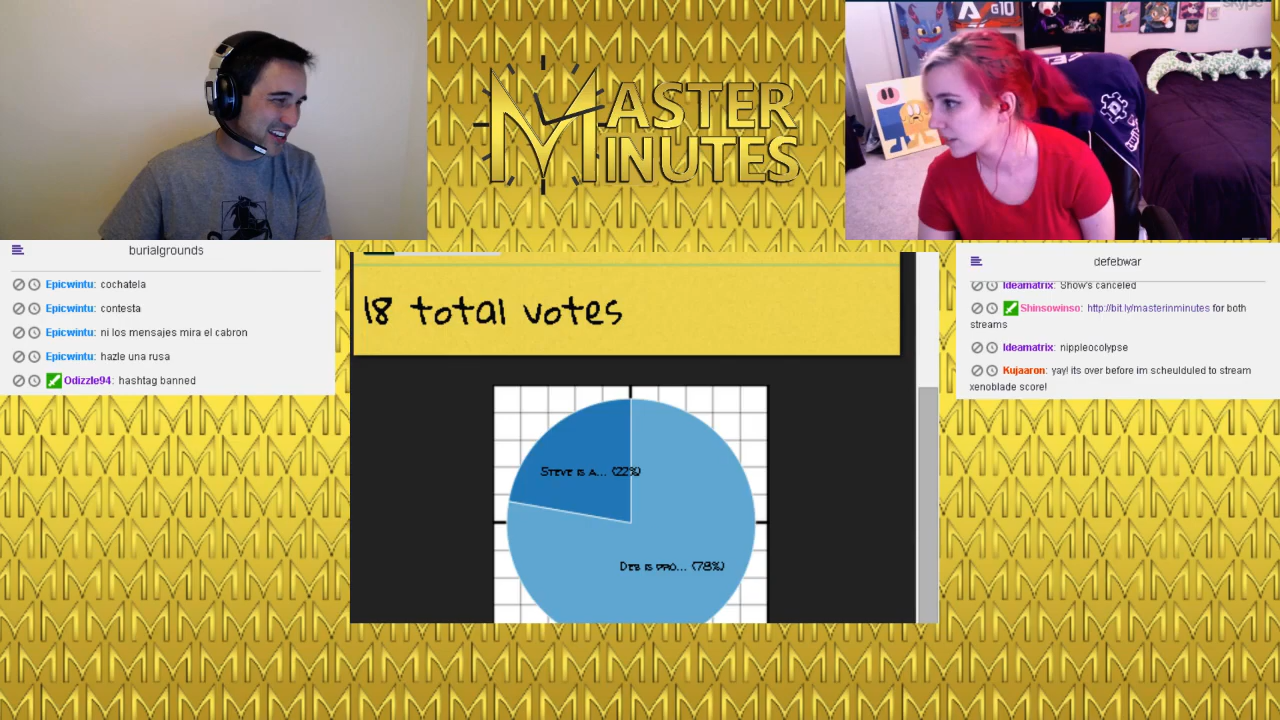 MASTER
MINUTES
A G10
skype
burialgrounds
Epicwintu: cochatela
Epicwintu: contesta
Epicwintu: ni los mensajes mira el cabron
Epicwintu: hazle una rusa
Odizzle94: hashtag banned
18 total votes
Steve is a... (22%)
Deb is pro... (78%)
defebwar
Ideamatrix: Show's canceled
Shinsowinso: http://bit.ly/masterinminutes for both
streams
Ideamatrix: nippleocolypse
Kujaaron: yay! its over before im scheulduled to stream
xenoblade score!